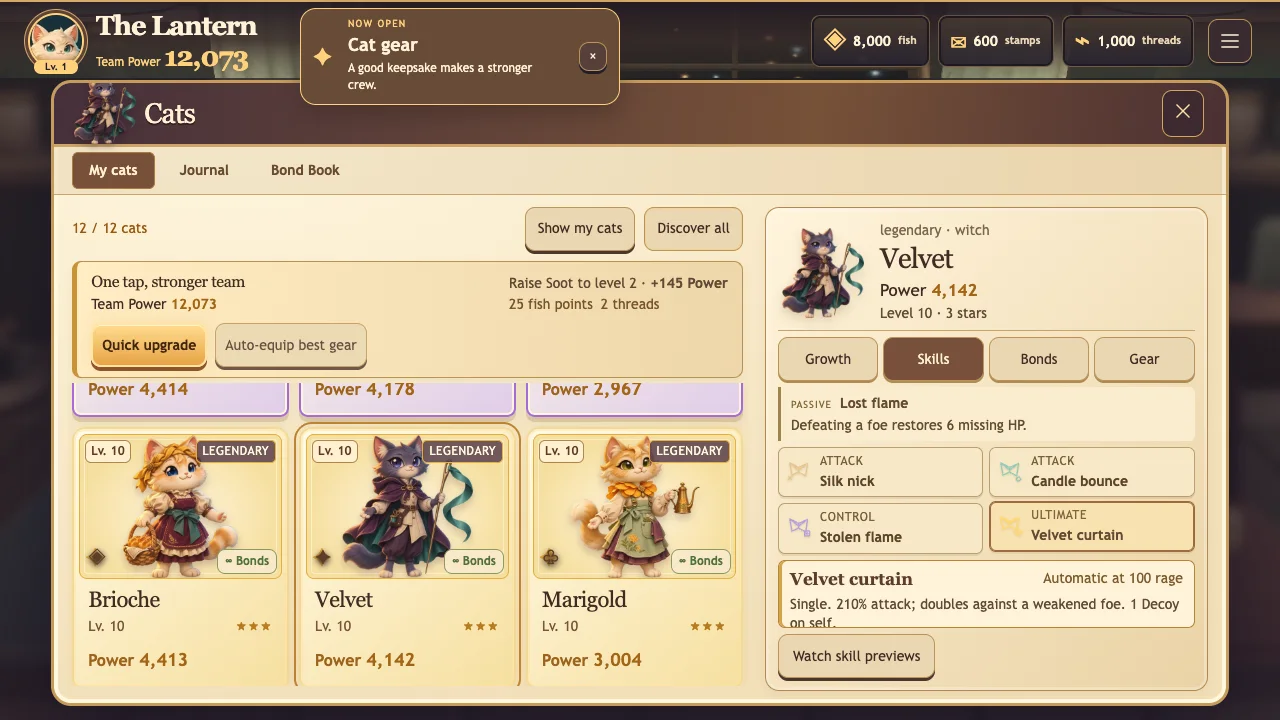 The Lantern
Team Power 12,073
Lv. 1
NOW OPEN
Cat gear
A good keepsake makes a stronger
crew.
×
8,000 fish
600 stamps
1,000 threads
Cats
My cats
Journal
Bond Book
12 / 12 cats
Show my cats
Discover all
One tap, stronger team
Team Power 12,073
Raise Soot to level 2 · +145 Power
25 fish points 2 threads
Quick upgrade
Auto-equip best gear
Power 4,414
Power 4,178
Power 2,967
Lv. 10
LEGENDARY
∞ Bonds
Brioche
Lv. 10
★★★
Power 4,413
Lv. 10
LEGENDARY
∞ Bonds
Velvet
Lv. 10
★★★
Power 4,142
Lv. 10
LEGENDARY
∞ Bonds
Marigold
Lv. 10
★★★
Power 3,004
legendary · witch
Velvet
Power 4,142
Level 10 · 3 stars
Growth
Skills
Bonds
Gear
PASSIVE Lost flame
Defeating a foe restores 6 missing HP.
ATTACK
Silk nick
ATTACK
Candle bounce
CONTROL
Stolen flame
ULTIMATE
Velvet curtain
Velvet curtain
Automatic at 100 rage
Single. 210% attack; doubles against a weakened foe. 1 Decoy
on self.
Watch skill previews